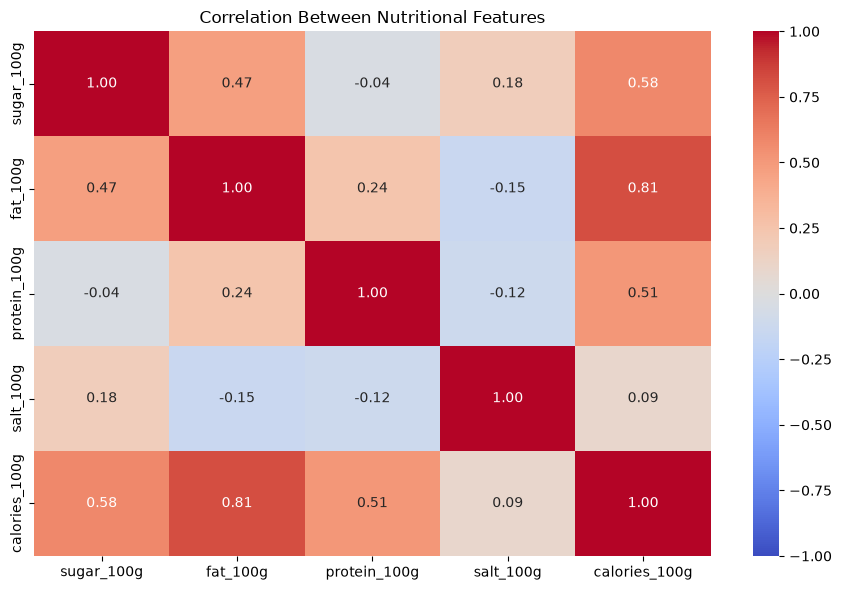 Correlation Between Nutritional Features
sugar_100g 1.00 0.47 -0.04 0.18 0.58
fat_100g 0.47 1.00 0.24 -0.15 0.81
protein_100g -0.04 0.24 1.00 -0.12 0.51
salt_100g 0.18 -0.15 -0.12 1.00 0.09
calories_100g 0.58 0.81 0.51 0.09 1.00
sugar_100g fat_100g protein_100g salt_100g calories_100g
1.00
0.75
0.50
0.25
0.00
−0.25
−0.50
−0.75
−1.00